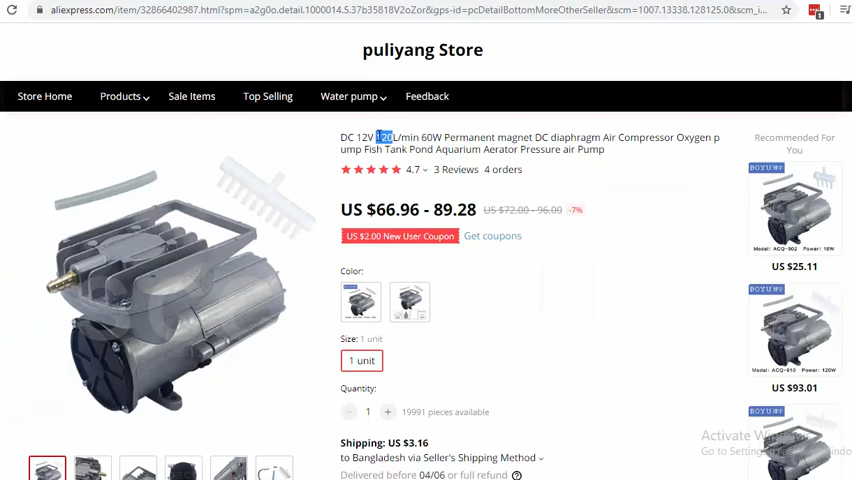 aliexpress.com/item/32866402987.html?spm=a2g0o.detail.1000014.5.37b35818V2oZor&gps-id=pcDetailBottomMoreOtherSeller&scm=1007.13338.128125.0&scm_i...
1
puliyang Store
Store Home Products Sale Items Top Selling Water pump Feedback
DC 12V 120L/min 60W Permanent magnet DC diaphragm Air Compressor Oxygen p
ump Fish Tank Pond Aquarium Aerator Pressure air Pump
4.7 3 Reviews 4 orders
US $66.96 - 89.28 US $72.00 - 96.00 -7%
US $2.00 New User Coupon Get coupons
Color:
Size: 1 unit
1 unit
Quantity:
− 1 + 19991 pieces available
Shipping: US $3.16
to Bangladesh via Seller's Shipping Method
Delivered before 04/06 or full refund ?
Recommended For
You
BOYU
Model: ACQ-902 Power: 18W
US $25.11
BOYU
Model: ACQ-910 Power: 120W
US $93.01
BOYU
Activate Windo
Go to Setting